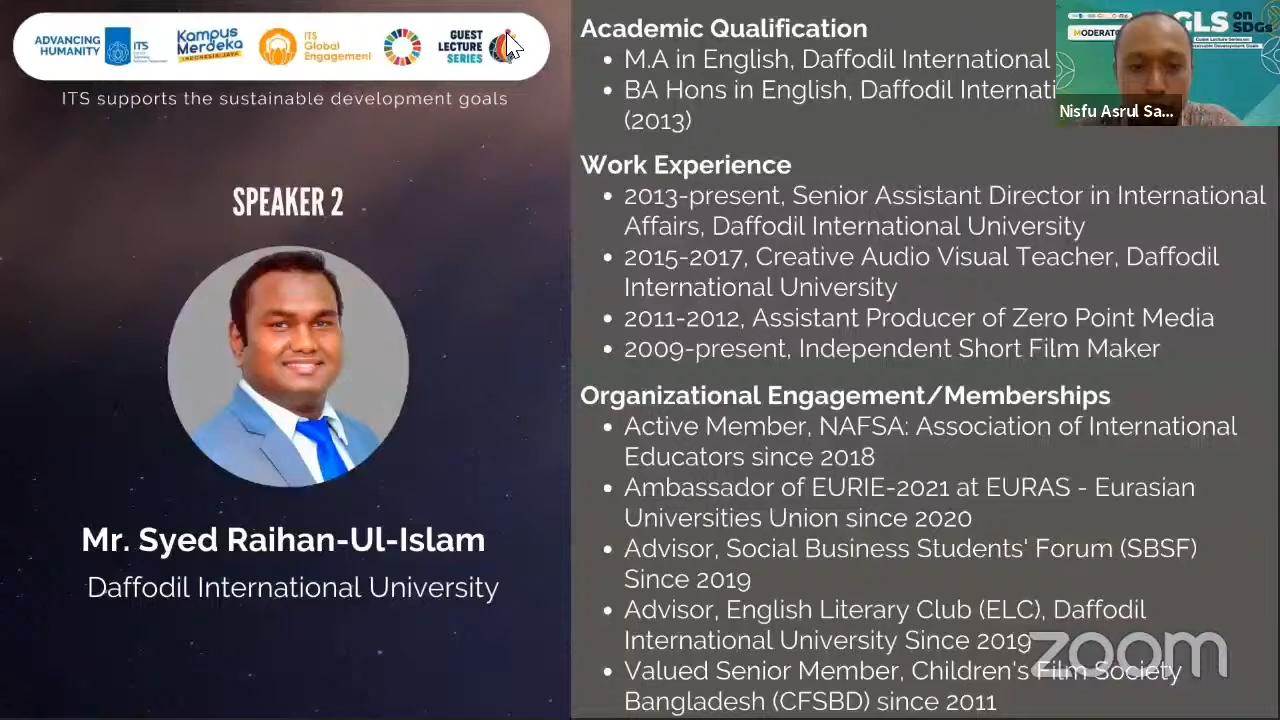 ADVANCING
HUMANITY
ITS
Kampus
Merdeka
INDONESIA JAYA
ITS
Global
Engagement
GUEST
LECTURE
SERIES
ITS supports the sustainable development goals
SPEAKER 2
Mr. Syed Raihan-Ul-Islam
Daffodil International University
Academic Qualification
M.A in English, Daffodil International
BA Hons in English, Daffodil Internati
(2013)
Work Experience
2013-present, Senior Assistant Director in International
Affairs, Daffodil International University
2015-2017, Creative Audio Visual Teacher, Daffodil
International University
2011-2012, Assistant Producer of Zero Point Media
2009-present, Independent Short Film Maker
Organizational Engagement/Memberships
Active Member, NAFSA: Association of International
Educators since 2018
Ambassador of EURIE-2021 at EURAS - Eurasian
Universities Union since 2020
Advisor, Social Business Students' Forum (SBSF)
Since 2019
Advisor, English Literary Club (ELC), Daffodil
International University Since 2019
Valued Senior Member, Children's Film Society
Bangladesh (CFSBD) since 2011
MODERATO
GLS on
SDGs
Nisfu Asrul Sa...
zoom